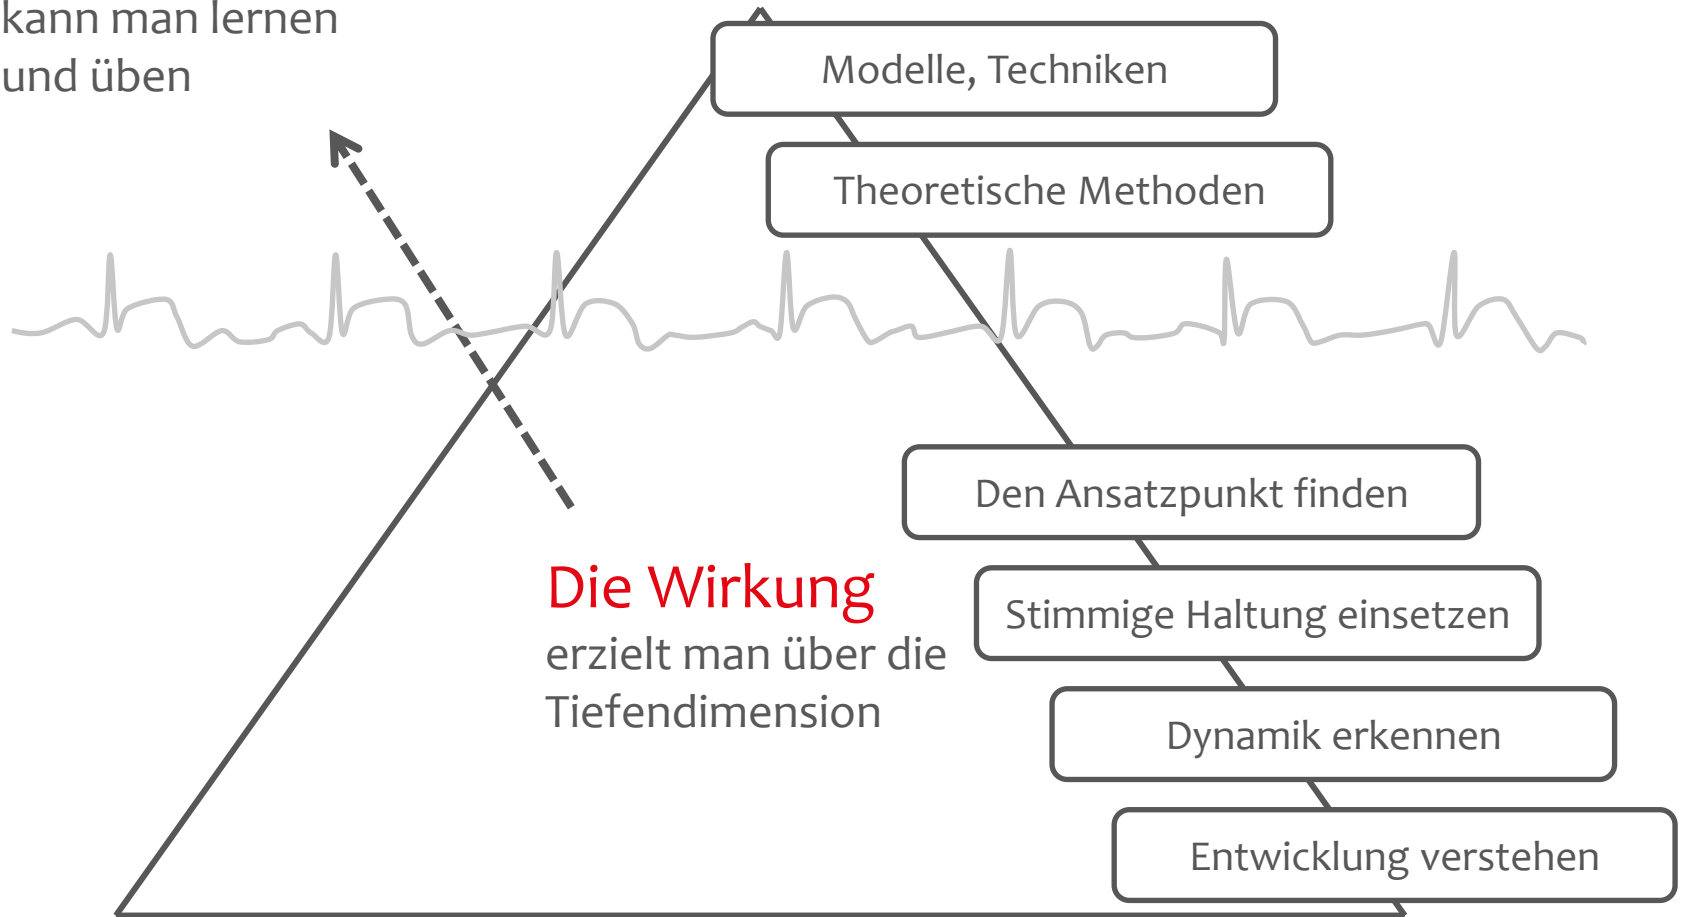 kann man lernen
und üben
Modelle, Techniken
Theoretische Methoden
Den Ansatzpunkt finden
Die Wirkung
erzielt man über die
Tiefendimension
Stimmige Haltung einsetzen
Dynamik erkennen
Entwicklung verstehen